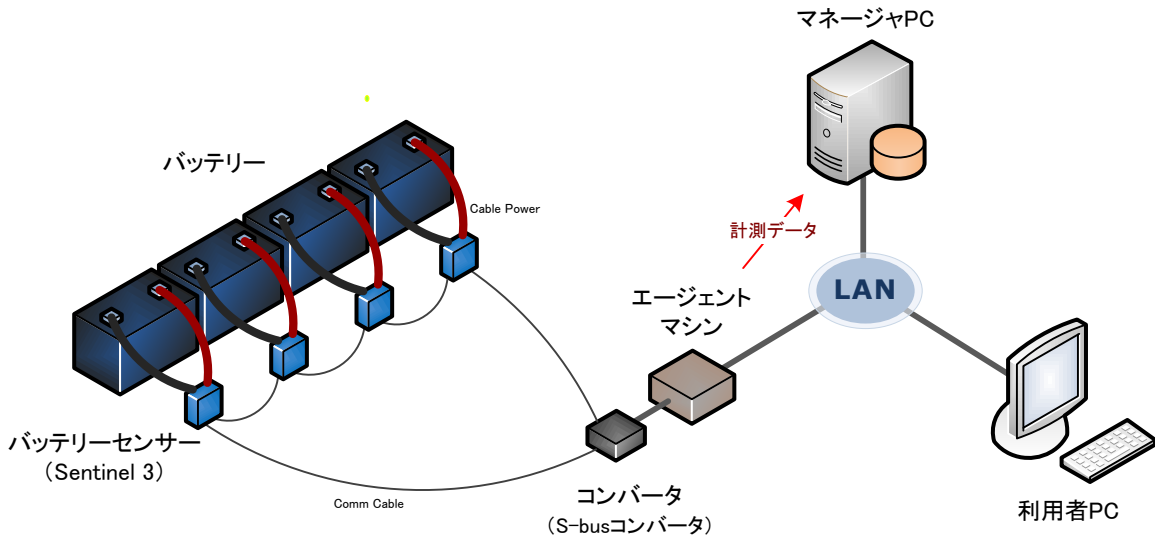 マネージャPC
バッテリー
Cable Power
計測データ
LAN
エージェント
マシン
バッテリーセンサー
（Sentinel 3）
Comm Cable
コンバータ
（S-busコンバータ）
利用者PC